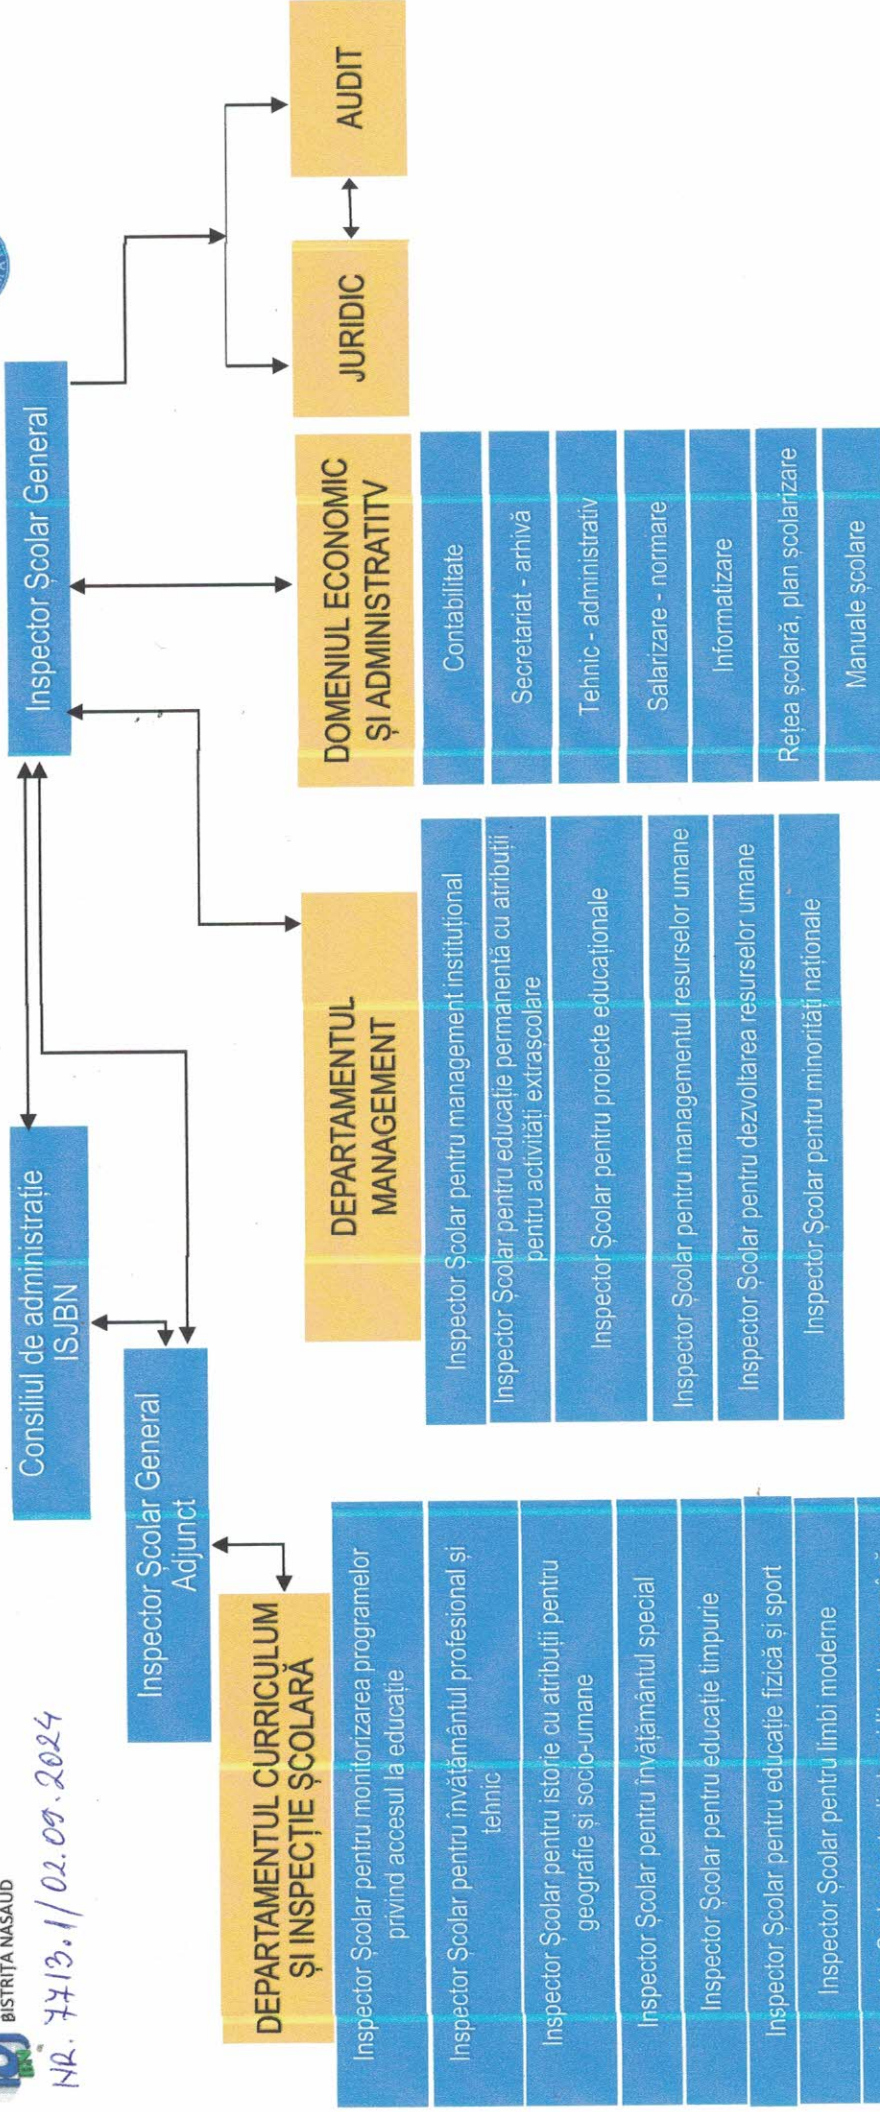 BISTRIȚA NĂSĂUD
NR. 7713.1/02.09.2024
Consiliul de administrație
ISJBN
Inspector Școlar General
Inspector Școlar General
Adjunct
AUDIT
JURIDIC
DOMENIUL ECONOMIC
ȘI ADMINISTRATITV
Contabilitate
Secretariat - arhivă
Tehnic - administrativ
Salarizare - normare
Informatizare
Rețea școlară, plan școlarizare
Manuale școlare
DEPARTAMENTUL
MANAGEMENT
Inspector Școlar pentru management instituțional
Inspector Școlar pentru educație permanentă cu atribuții
pentru activități extrașcolare
Inspector Școlar pentru proiecte educaționale
Inspector Școlar pentru managementul resurselor umane
Inspector Școlar pentru dezvoltarea resurselor umane
Inspector Școlar pentru minorități naționale
DEPARTAMENTUL CURRICULUM
ȘI INSPECȚIE ȘCOLARĂ
Inspector Școlar pentru monitorizarea programelor
privind accesul la educație
Inspector Școlar pentru învățământul profesional și
tehnic
Inspector Școlar pentru istorie cu atribuții pentru
geografie și socio-umane
Inspector Școlar pentru învățământul special
Inspector Școlar pentru educație timpurie
Inspector Școlar pentru educație fizică și sport
Inspector Școlar pentru limbi moderne